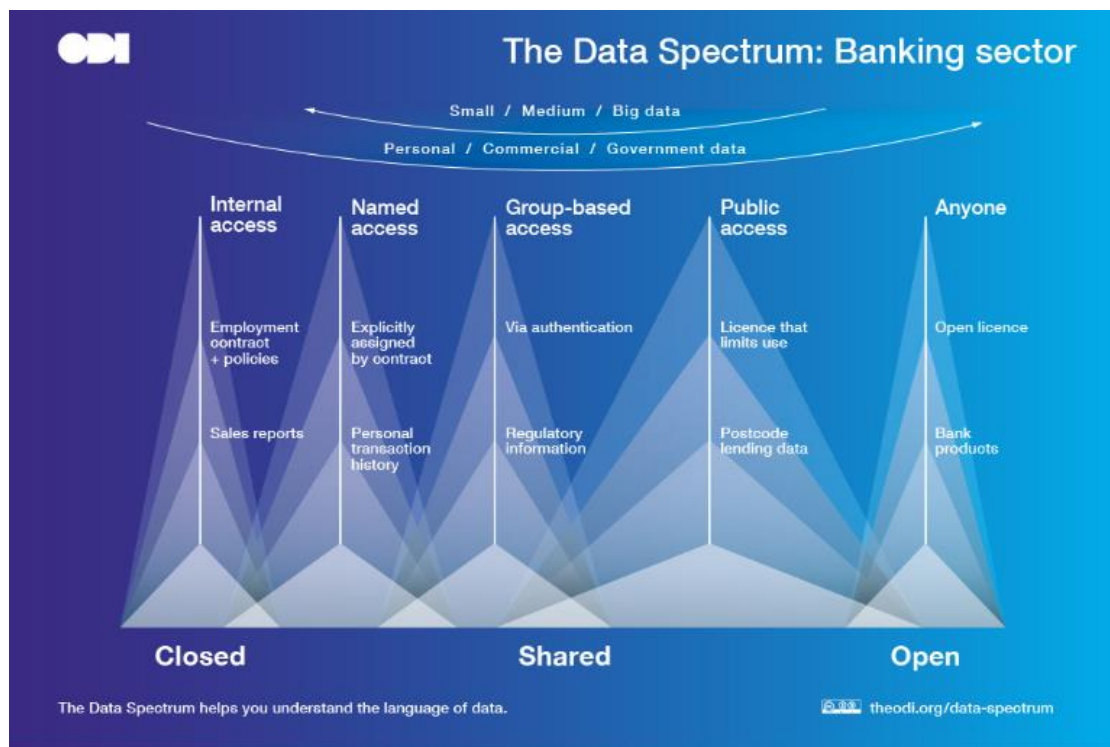 ODI
The Data Spectrum: Banking sector
Small / Medium / Big data
Personal / Commercial / Government data
Internal
access
Named
access
Group-based
access
Public
access
Anyone
Employment
contract
+ policies
Explicitly
assigned
by contract
Via authentication
Licence that
limits use
Open licence
Sales reports
Personal
transaction
history
Regulatory
information
Postcode
lending data
Bank
products
Closed
Shared
Open
The Data Spectrum helps you understand the language of data.
theodi.org/data-spectrum